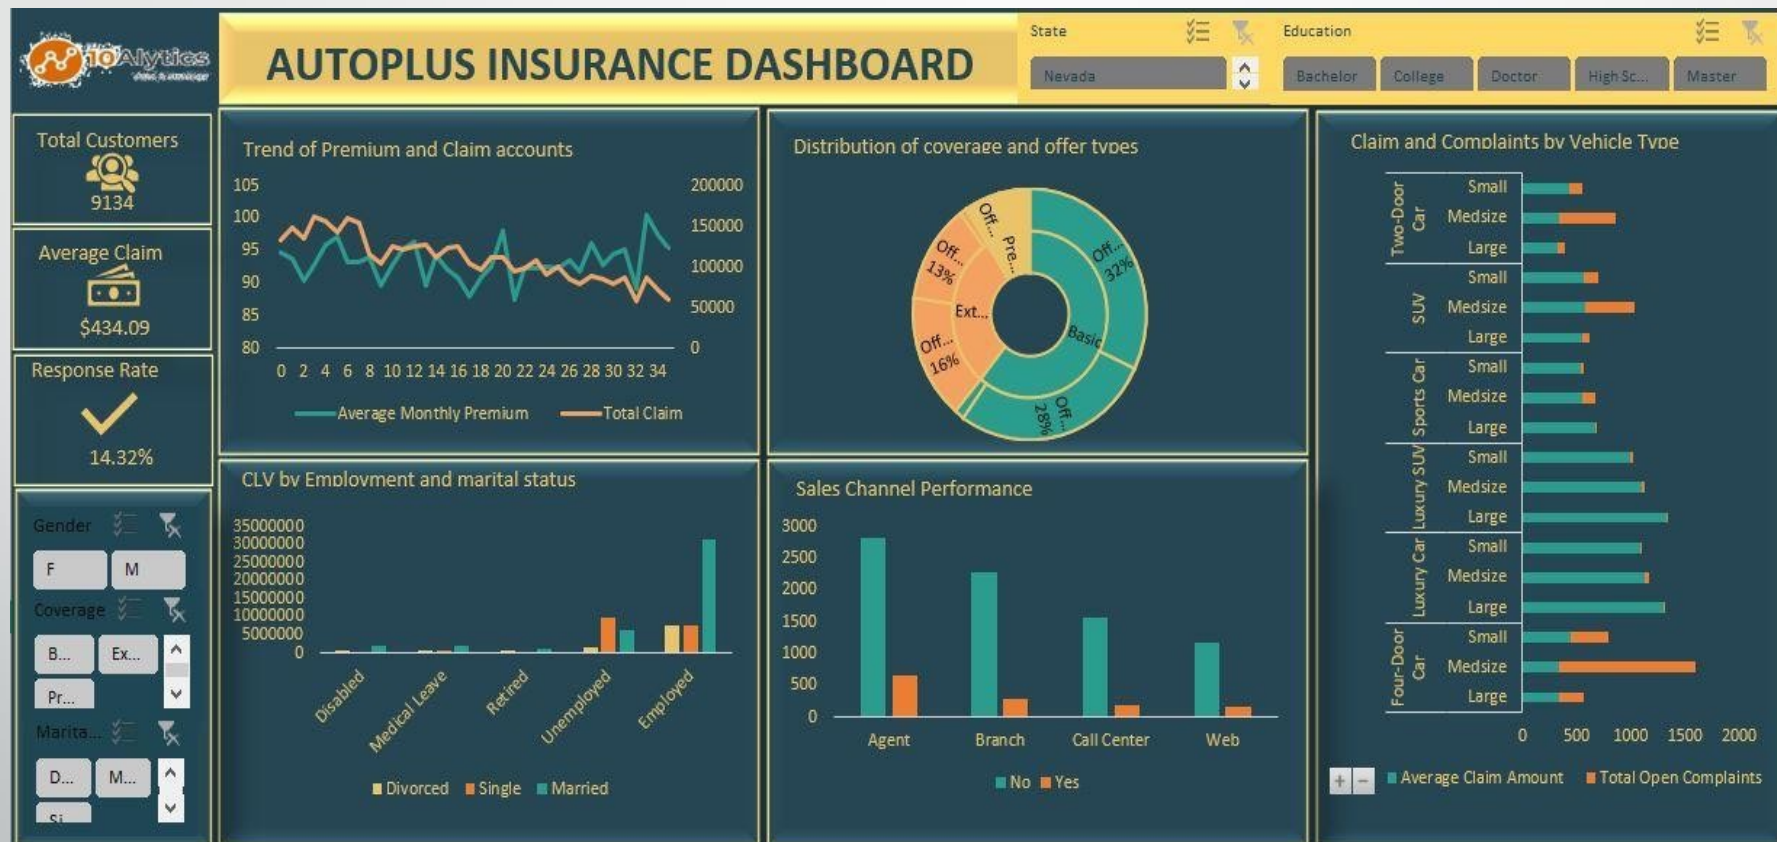 10Alytics
AUTOPLUS INSURANCE DASHBOARD
State
Nevada
Education
Bachelor
College
Doctor
High Sc...
Master
Total Customers
9134
Average Claim
$434.09
Response Rate
14.32%
Gender
F
M
Coverage
B...
Ex...
Pr...
Marita...
D...
M...
Si...
Trend of Premium and Claim accounts
105
100
95
90
85
80
200000
150000
100000
50000
0
0 2 4 6 8 10 12 14 16 18 20 22 24 26 28 30 32 34
Average Monthly Premium
Total Claim
Distribution of coverage and offer types
Off...
32%
Basic
Off...
28%
Off...
16%
Ext...
Off...
13%
Off...
Pre...
CLV by Employment and marital status
35000000
30000000
25000000
20000000
15000000
10000000
5000000
0
Disabled
Medical Leave
Retired
Unemployed
Employed
Divorced
Single
Married
Sales Channel Performance
3000
2500
2000
1500
1000
500
0
Agent
Branch
Call Center
Web
No
Yes
Claim and Complaints by Vehicle Type
Two-Door Car
Small
Medsize
Large
SUV
Small
Medsize
Large
Sports Car
Small
Medsize
Large
Luxury SUV
Small
Medsize
Large
Luxury Car
Small
Medsize
Large
Four-Door Car
Small
Medsize
Large
0 500 1000 1500 2000
+ −
Average Claim Amount
Total Open Complaints